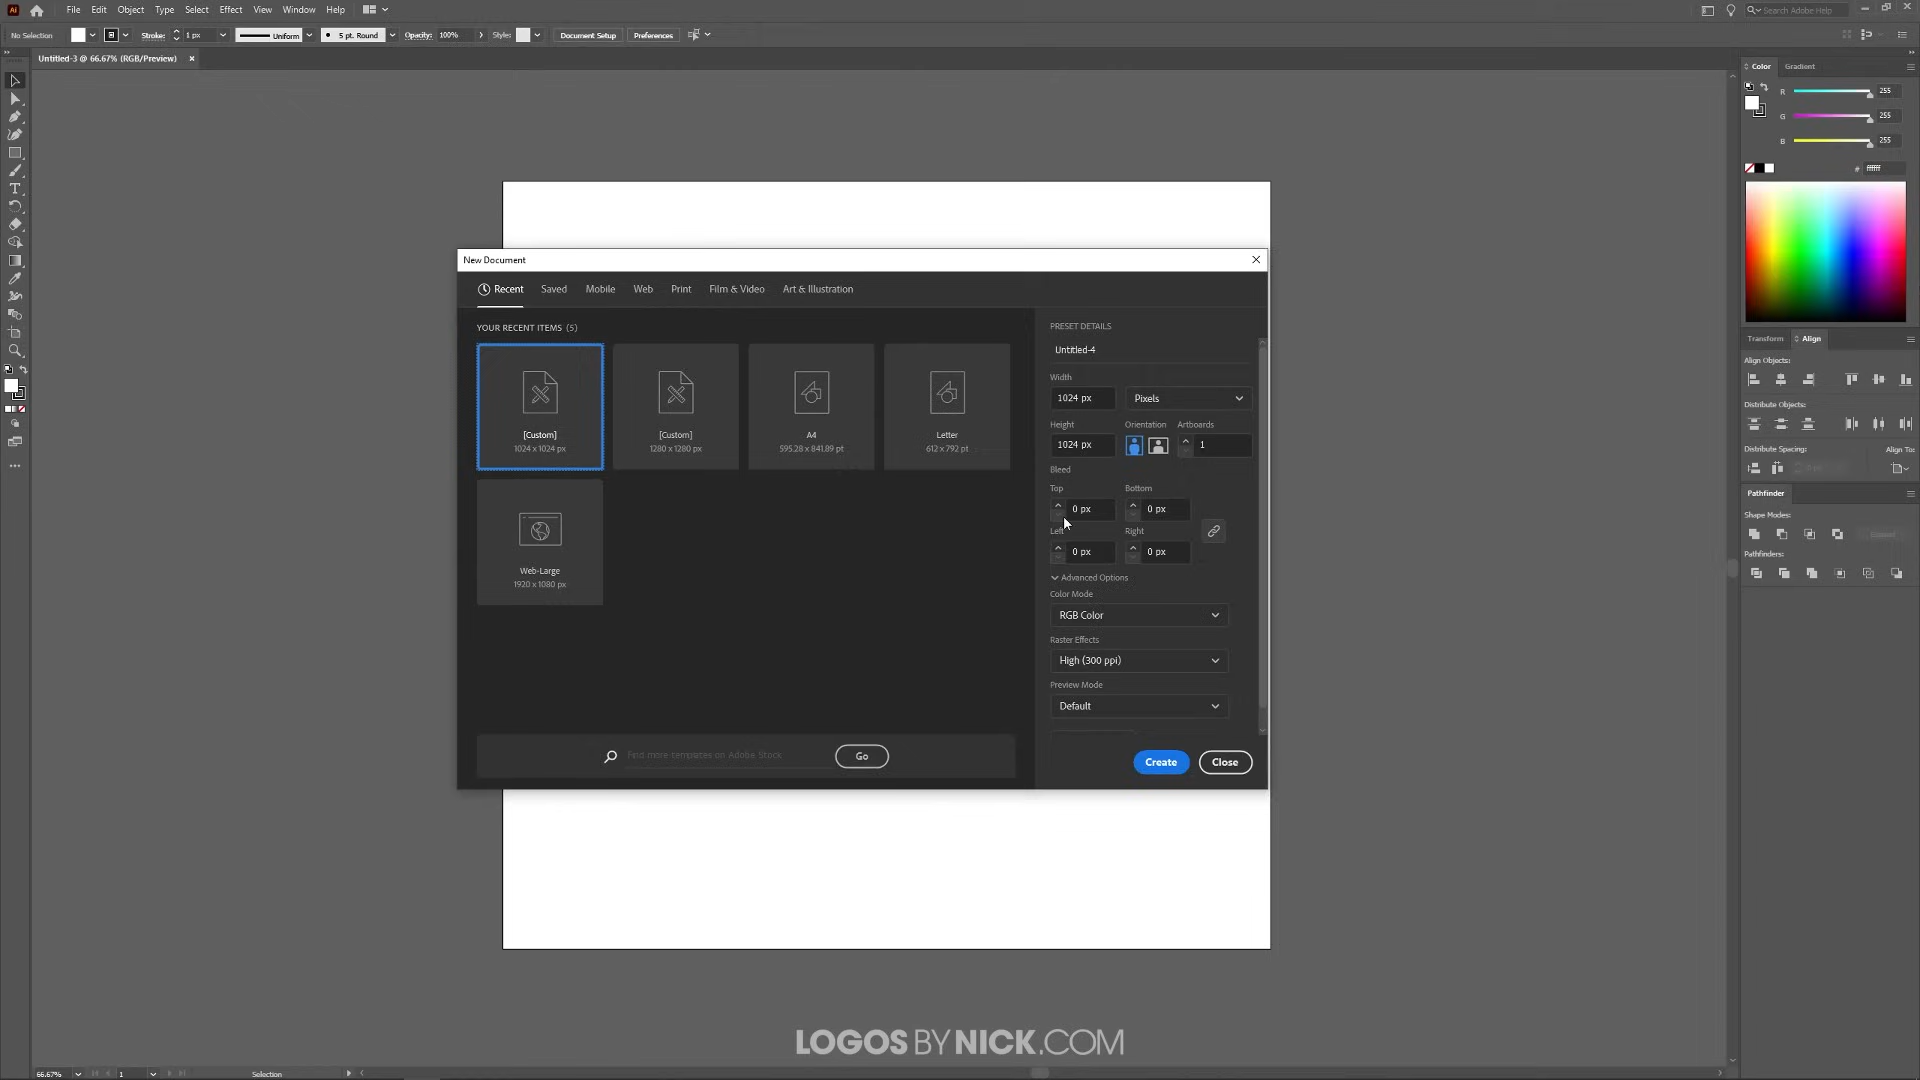 Ai File Edit Object Type Select Effect View Window Help Search Adobe Help
No Selection Stroke: 1 px Uniform 5 pt. Round Opacity: 100% Style: Document Setup Preferences
Untitled-3 @ 66.67% (RGB/Preview)
Color Gradient
R 255
G 255
B 255
# ffffff
Transform Align
Align Objects:
Distribute Objects:
Distribute Spacing: Align To:
0 px
Pathfinder
Shape Modes:
Expand
Pathfinders:
New Document
Recent Saved Mobile Web Print Film & Video Art & Illustration
YOUR RECENT ITEMS (5)
[Custom]
1024 x 1024 px
[Custom]
1280 x 1280 px
A4
595.28 x 841.89 pt
Letter
612 x 792 pt
Web-Large
1920 x 1080 px
Find more templates on Adobe Stock Go
PRESET DETAILS
Untitled-4
Width
1024 px Pixels
Height Orientation Artboards
1024 px 1
Bleed
Top Bottom
0 px 0 px
Left Right
0 px 0 px
Advanced Options
Color Mode
RGB Color
Raster Effects
High (300 ppi)
Preview Mode
Default
Create Close
LOGOS BY NICK.COM
66.67% 1 Selection